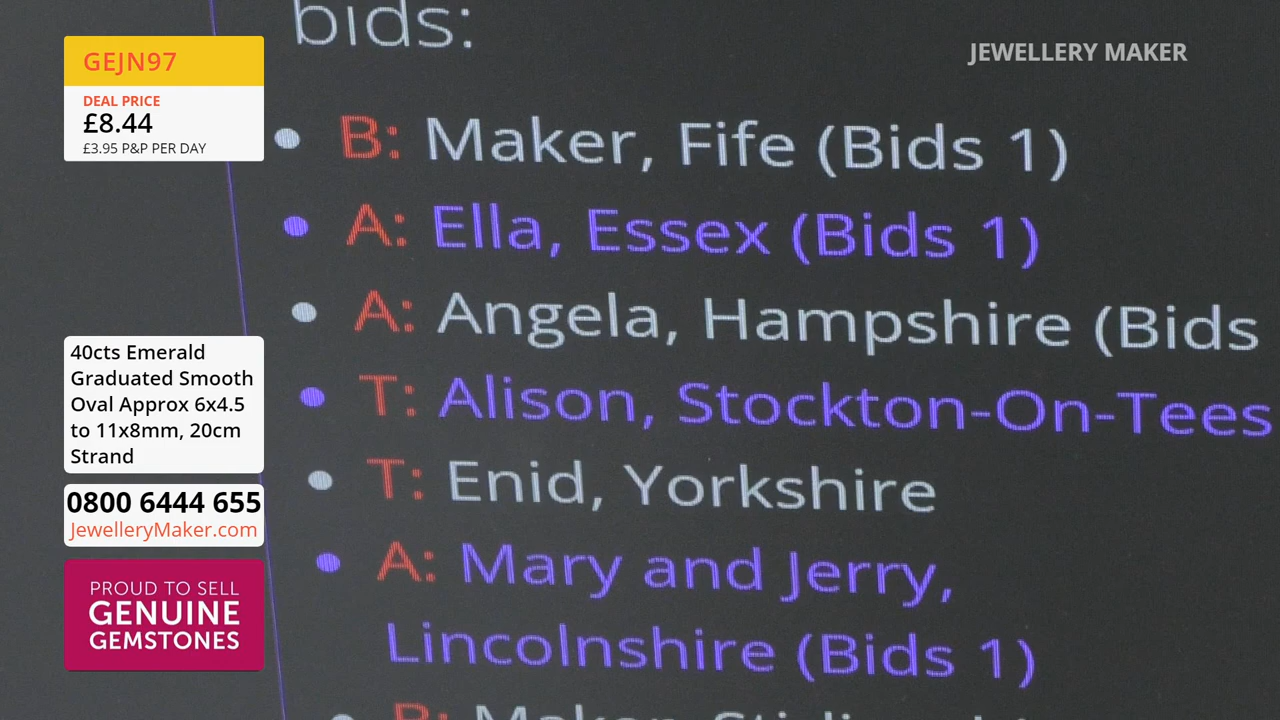 bids:
JEWELLERY MAKER
GEJN97
DEAL PRICE
£8.44
£3.95 P&P PER DAY
B: Maker, Fife (Bids 1)
A: Ella, Essex (Bids 1)
A: Angela, Hampshire (Bids
T: Alison, Stockton-On-Tees
T: Enid, Yorkshire
A: Mary and Jerry,
Lincolnshire (Bids 1)
B: Maker,
40cts Emerald
Graduated Smooth
Oval Approx 6x4.5
to 11x8mm, 20cm
Strand
0800 6444 655
JewelleryMaker.com
PROUD TO SELL
GENUINE
GEMSTONES